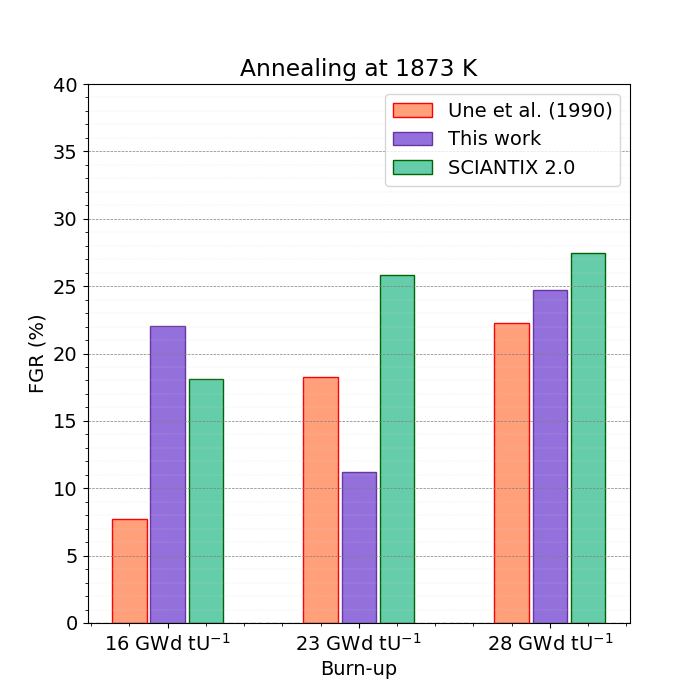 Annealing at 1873 K
Une et al. (1990)
This work
SCIANTIX 2.0
FGR (%)
40
35
30
25
20
15
10
5
0
16 GWd tU⁻¹ 23 GWd tU⁻¹ 28 GWd tU⁻¹
Burn-up